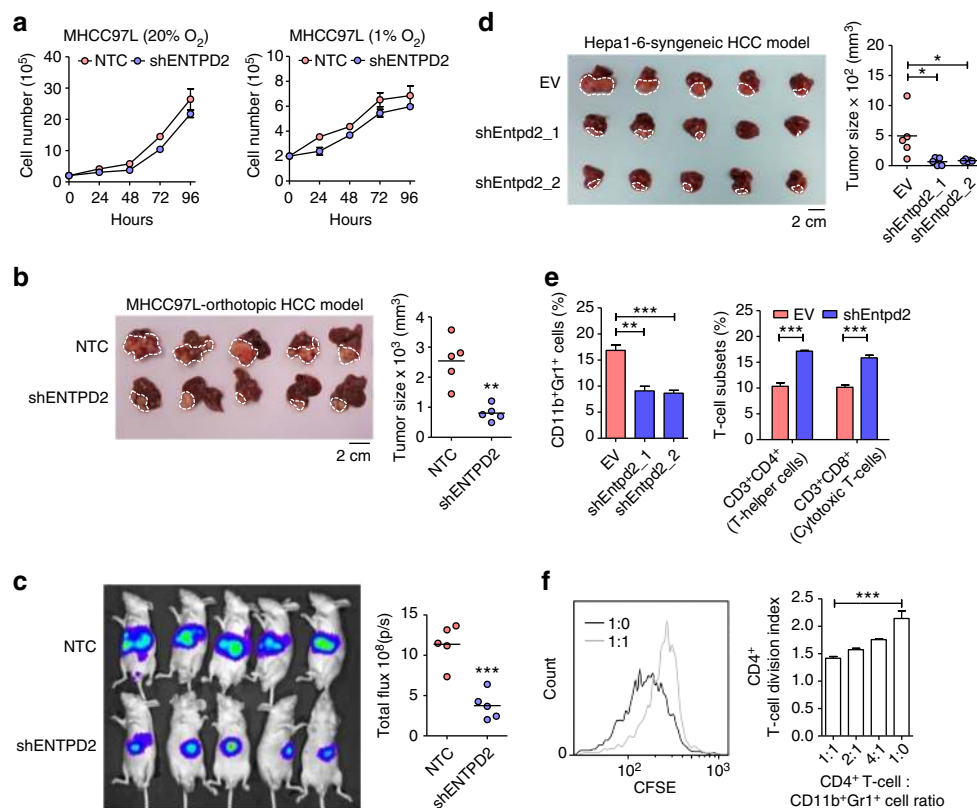 a
MHCC97L (20% O2)
NTC
shENTPD2
Cell number (10^5)
40
30
20
10
0
0 24 48 72 96
Hours
MHCC97L (1% O2)
NTC
shENTPD2
Cell number (10^5)
10
8
6
4
2
0
0 24 48 72 96
Hours
b
MHCC97L-orthotopic HCC model
NTC
shENTPD2
2 cm
Tumor size × 10^3 (mm^3)
4
3
2
1
0
**
NTC
shENTPD2
c
NTC
shENTPD2
Total flux 10^8(p/s)
15
10
5
0
***
NTC
shENTPD2
d
Hepa1-6-syngeneic HCC model
EV
shEntpd2_1
shEntpd2_2
2 cm
Tumor size × 10^2 (mm^3)
20
15
10
5
0
*
*
EV
shEntpd2_1
shEntpd2_2
e
CD11b+Gr1+ cells (%)
25
20
15
10
5
0
***
**
EV
shEntpd2_1
shEntpd2_2
EV
shEntpd2
T-cell subsets (%)
25
20
15
10
5
0
***
***
CD3+CD4+
(T-helper cells)
CD3+CD8+
(Cytotoxic T-cells)
f
1:0
1:1
Count
0
10^2
10^3
CFSE
CD4+
T-cell division index
2.5
2.0
1.5
1.0
0.5
0.0
***
1:1
2:1
4:1
1:0
CD4+ T-cell :
CD11b+Gr1+ cell ratio